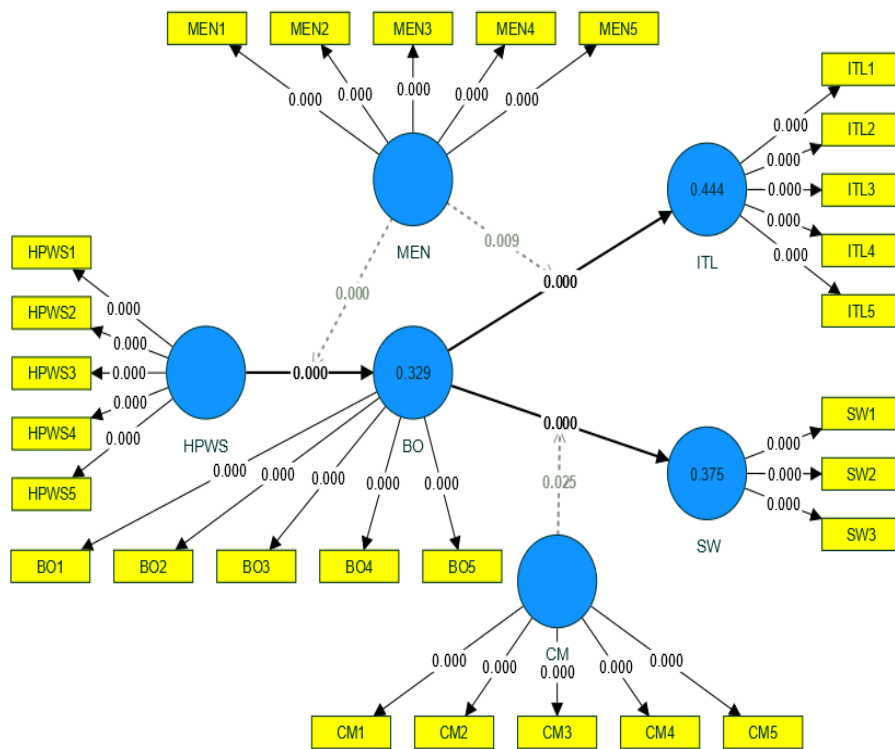 MEN1 MEN2 MEN3 MEN4 MEN5
0.000 0.000 0.000 0.000 0.000
MEN
0.000
0.009
ITL1
ITL2
ITL3
ITL4
ITL5
0.000
0.000
0.000
0.000
0.000
0.444
ITL
HPWS1
HPWS2
HPWS3
HPWS4
HPWS5
0.000
0.000
0.000
0.000
0.000
HPWS
0.000
0.329
BO
0.000
0.000
0.000 0.000 0.000 0.000 0.000
BO1 BO2 BO3 BO4 BO5
0.025
0.375
SW
0.000
0.000
0.000
SW1
SW2
SW3
CM
0.000 0.000 0.000 0.000 0.000
CM1 CM2 CM3 CM4 CM5